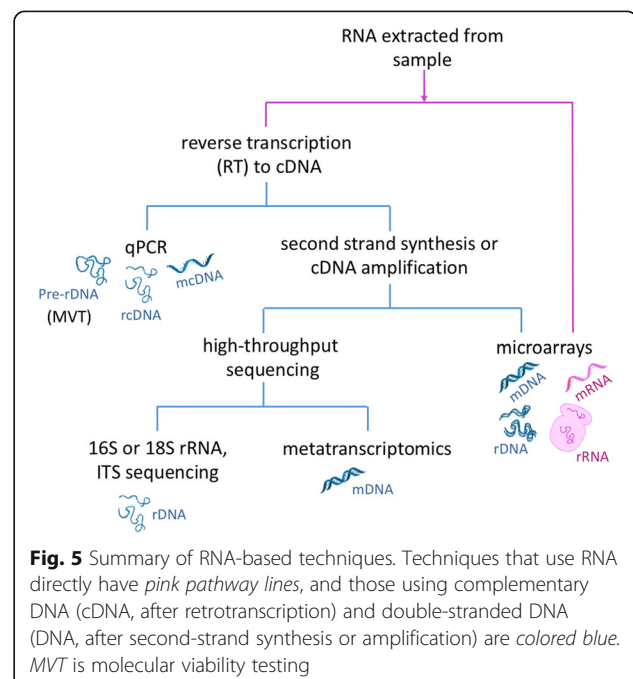 RNA extracted from
sample
reverse transcription
(RT) to cDNA
qPCR
Pre-rDNA
(MVT)
rcDNA
mcDNA
second strand synthesis or
cDNA amplification
high-throughput
sequencing
microarrays
mDNA
mRNA
rDNA
rRNA
16S or 18S rRNA,
ITS sequencing
rDNA
metatranscriptomics
mDNA
Fig. 5 Summary of RNA-based techniques. Techniques that use RNA
directly have pink pathway lines, and those using complementary
DNA (cDNA, after retrotranscription) and double-stranded DNA
(DNA, after second-strand synthesis or amplification) are colored blue.
MVT is molecular viability testing